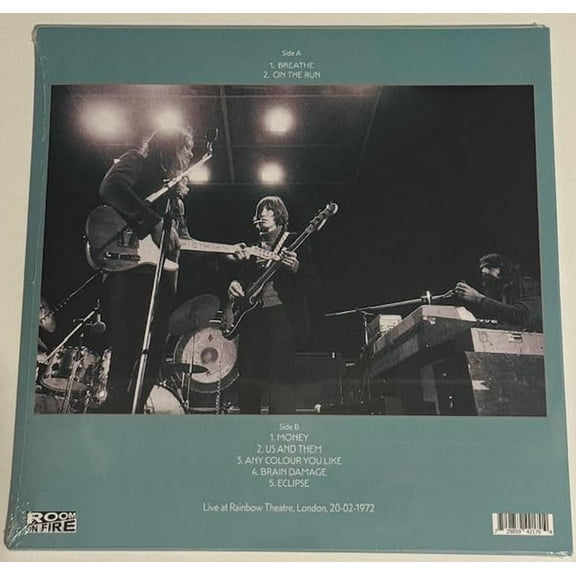 Side A
1. BREATHE
2. ON THE RUN
Side B
1. MONEY
2. US AND THEM
3. ANY COLOUR YOU LIKE
4. BRAIN DAMAGE
5. ECLIPSE
Live at Rainbow Theatre, London, 20-02-1972
ROOM
ON FIRE